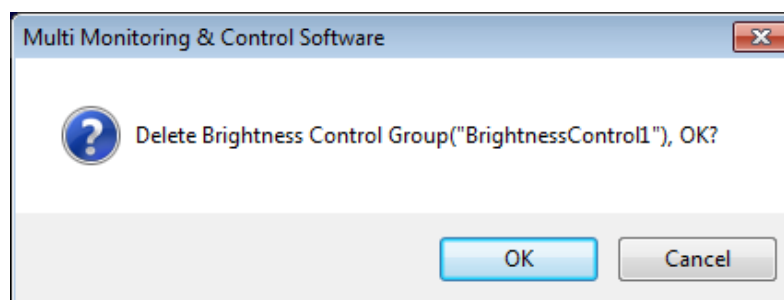 Multi Monitoring & Control Software
Delete Brightness Control Group("BrightnessControl1"), OK?
OK
Cancel